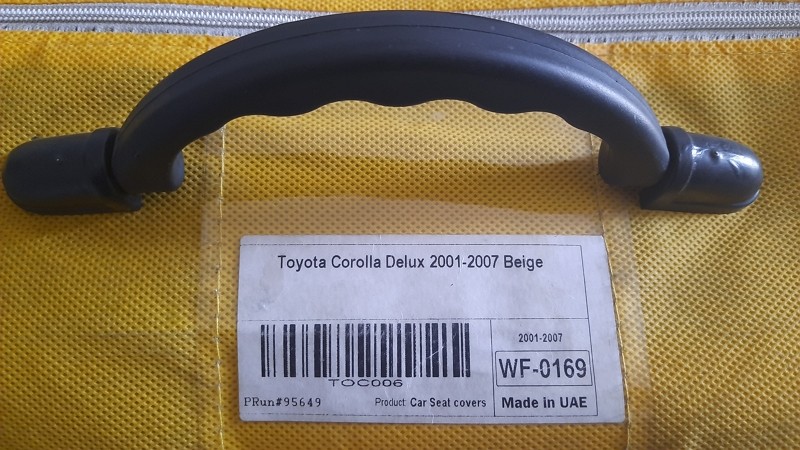 Toyota Corolla Delux 2001-2007 Beige
2001-2007
TOC006
WF-0169
PRun#95649
Product: Car Seat covers
Made in UAE